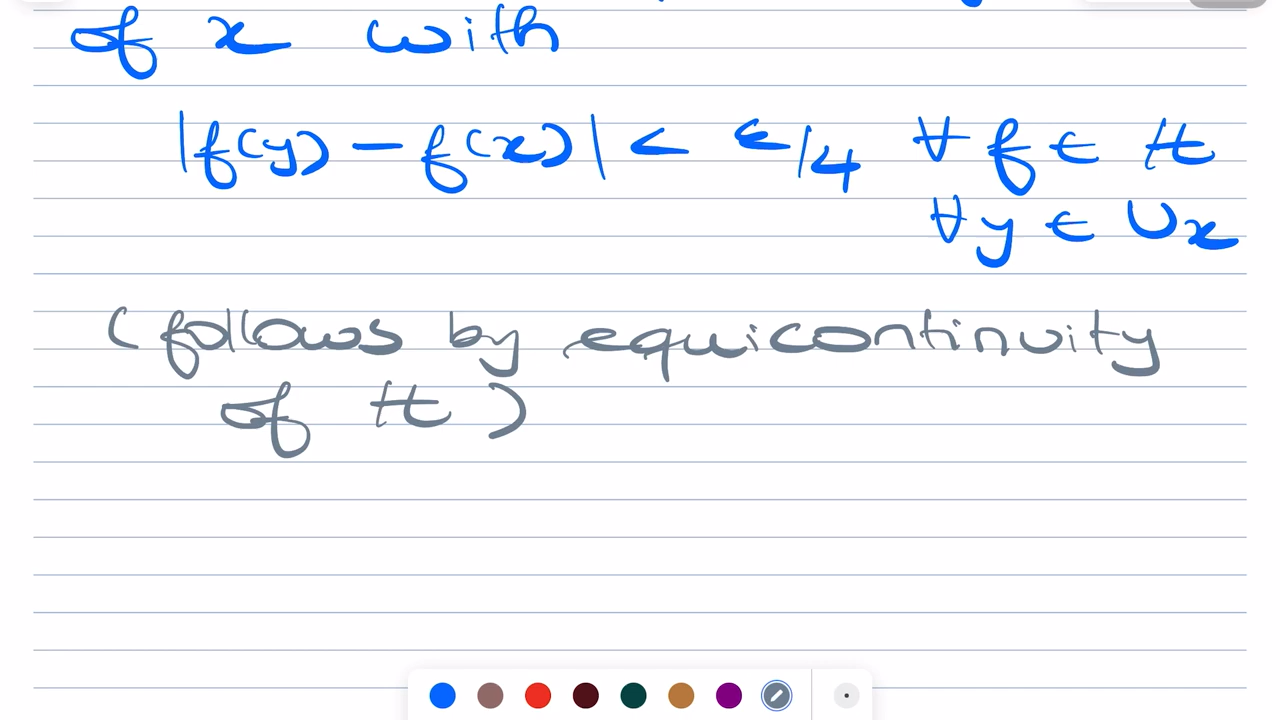 of x with
|f(y) - f(x)| < ε/4 ∀ f ∈ ℋ
∀ y ∈ Ux
(follows by equicontinuity
of ℋ)